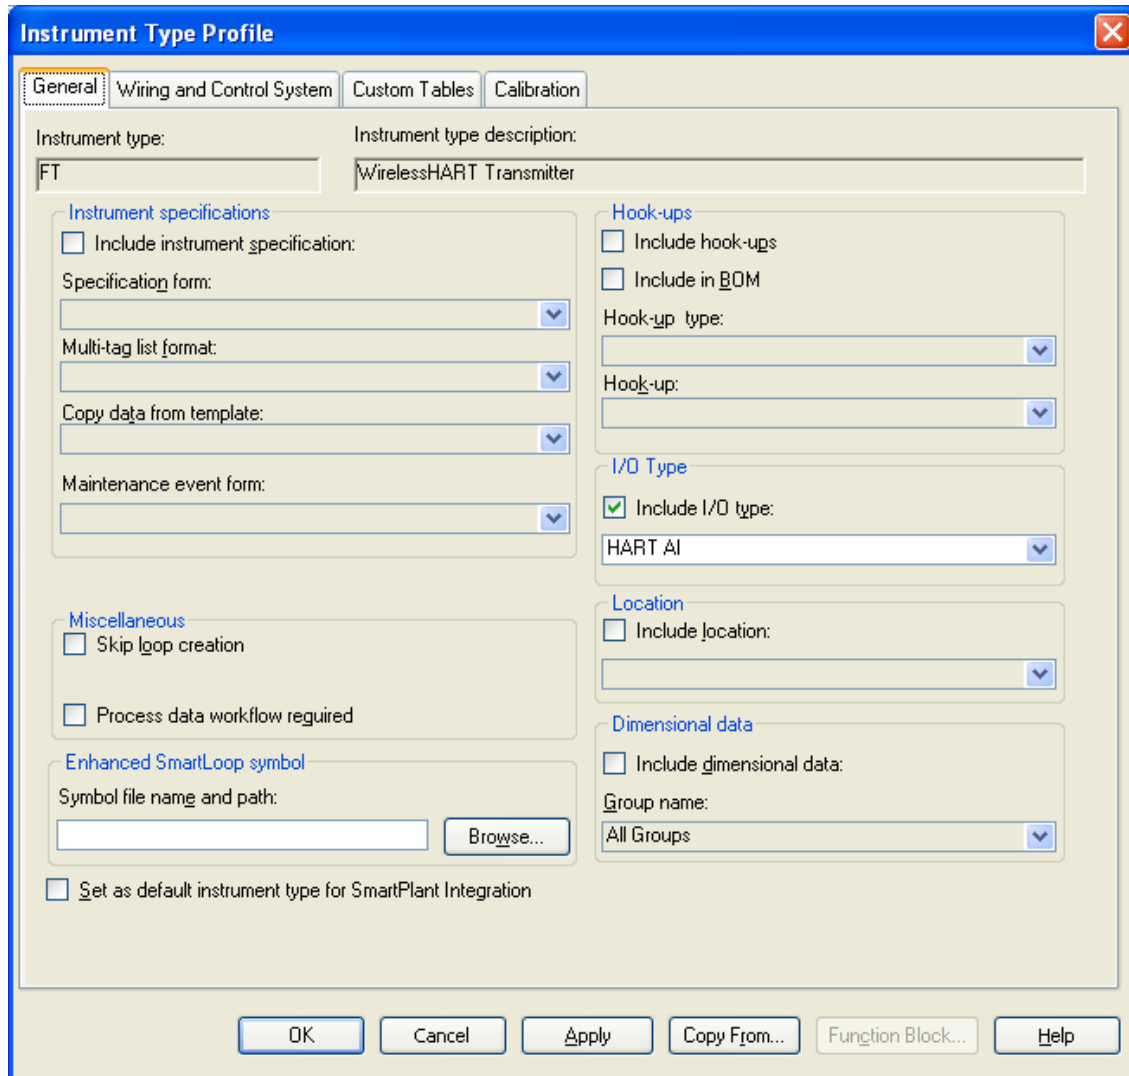 Instrument Type Profile
General Wiring and Control System Custom Tables Calibration
Instrument type: Instrument type description:
FT WirelessHART Transmitter
Instrument specifications
Include instrument specification:
Specification form:
Multi-tag list format:
Copy data from template:
Maintenance event form:
Miscellaneous
Skip loop creation
Process data workflow required
Enhanced SmartLoop symbol
Symbol file name and path:
Browse...
Set as default instrument type for SmartPlant Integration
Hook-ups
Include hook-ups
Include in BOM
Hook-up type:
Hook-up:
I/O Type
Include I/O type:
HART AI
Location
Include location:
Dimensional data
Include dimensional data:
Group name:
All Groups
OK Cancel Apply Copy From... Function Block... Help